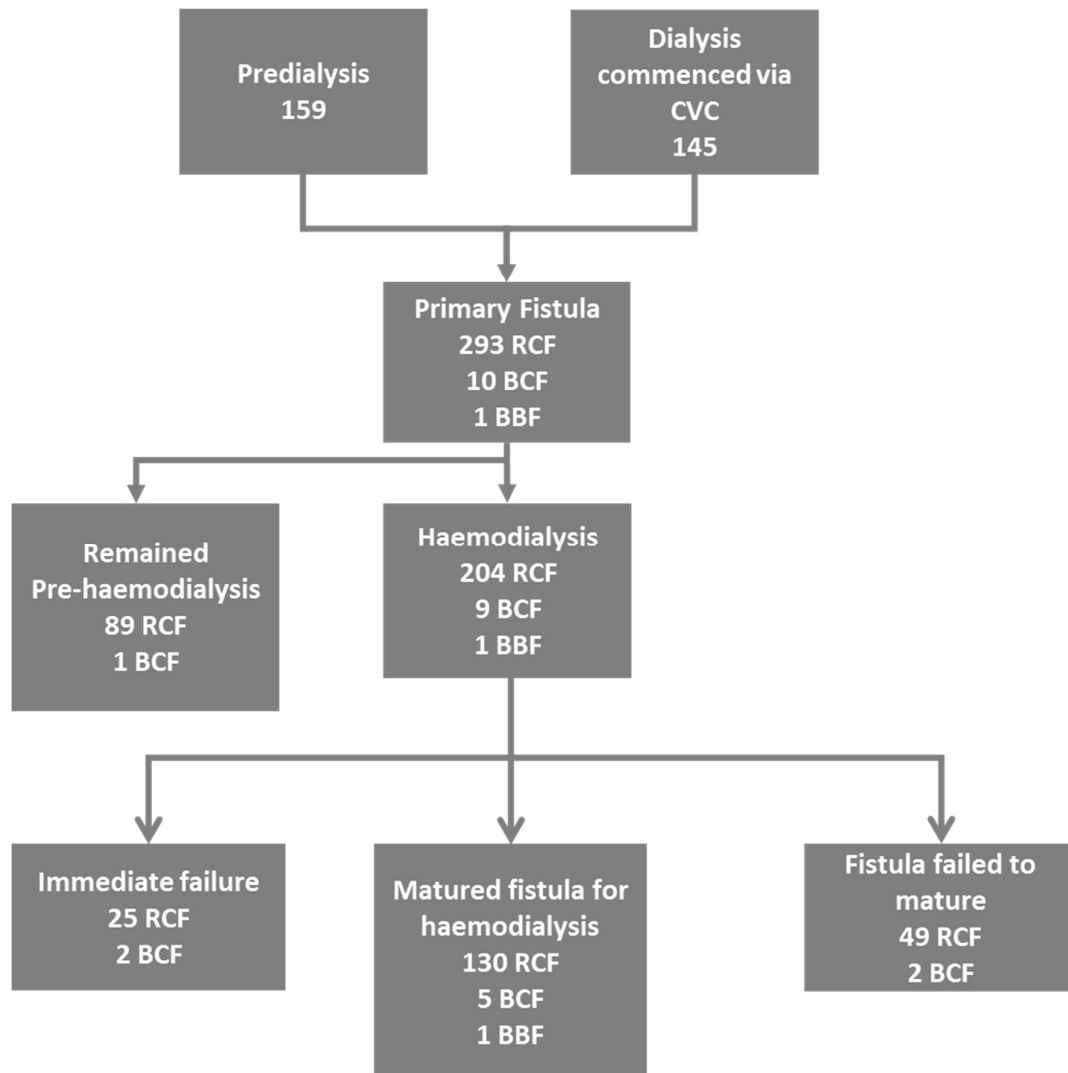 Predialysis
159
Dialysis
commenced via
CVC
145
Primary Fistula
293 RCF
10 BCF
1 BBF
Remained
Pre-haemodialysis
89 RCF
1 BCF
Haemodialysis
204 RCF
9 BCF
1 BBF
Immediate failure
25 RCF
2 BCF
Matured fistula for
haemodialysis
130 RCF
5 BCF
1 BBF
Fistula failed to
mature
49 RCF
2 BCF